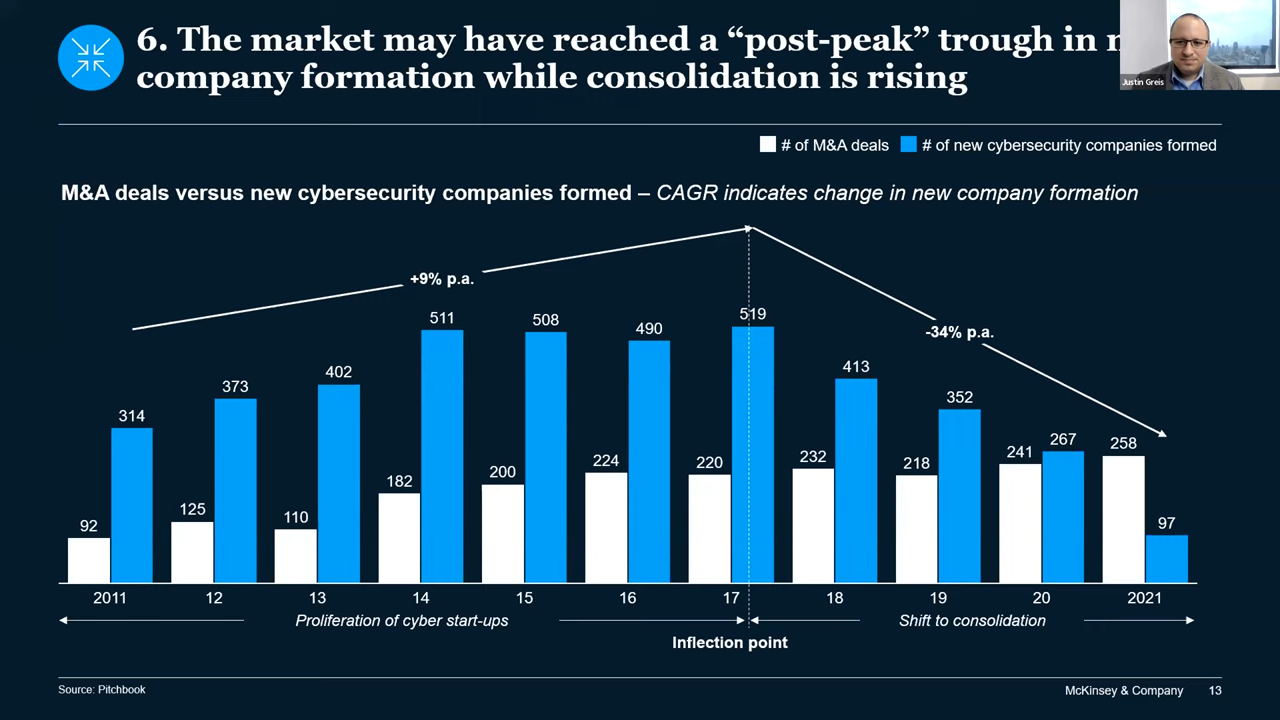 6. The market may have reached a “post-peak” trough in
company formation while consolidation is rising
Justin Greis
# of M&A deals # of new cybersecurity companies formed
M&A deals versus new cybersecurity companies formed – CAGR indicates change in new company formation
+9% p.a.
-34% p.a.
92 314 125 373 110 402 182 511 200 508 224 490 220 519 232 413 218 352 241 267 258 97
2011 12 13 14 15 16 17 18 19 20 2021
Proliferation of cyber start-ups Shift to consolidation
Inflection point
Source: Pitchbook McKinsey & Company 13